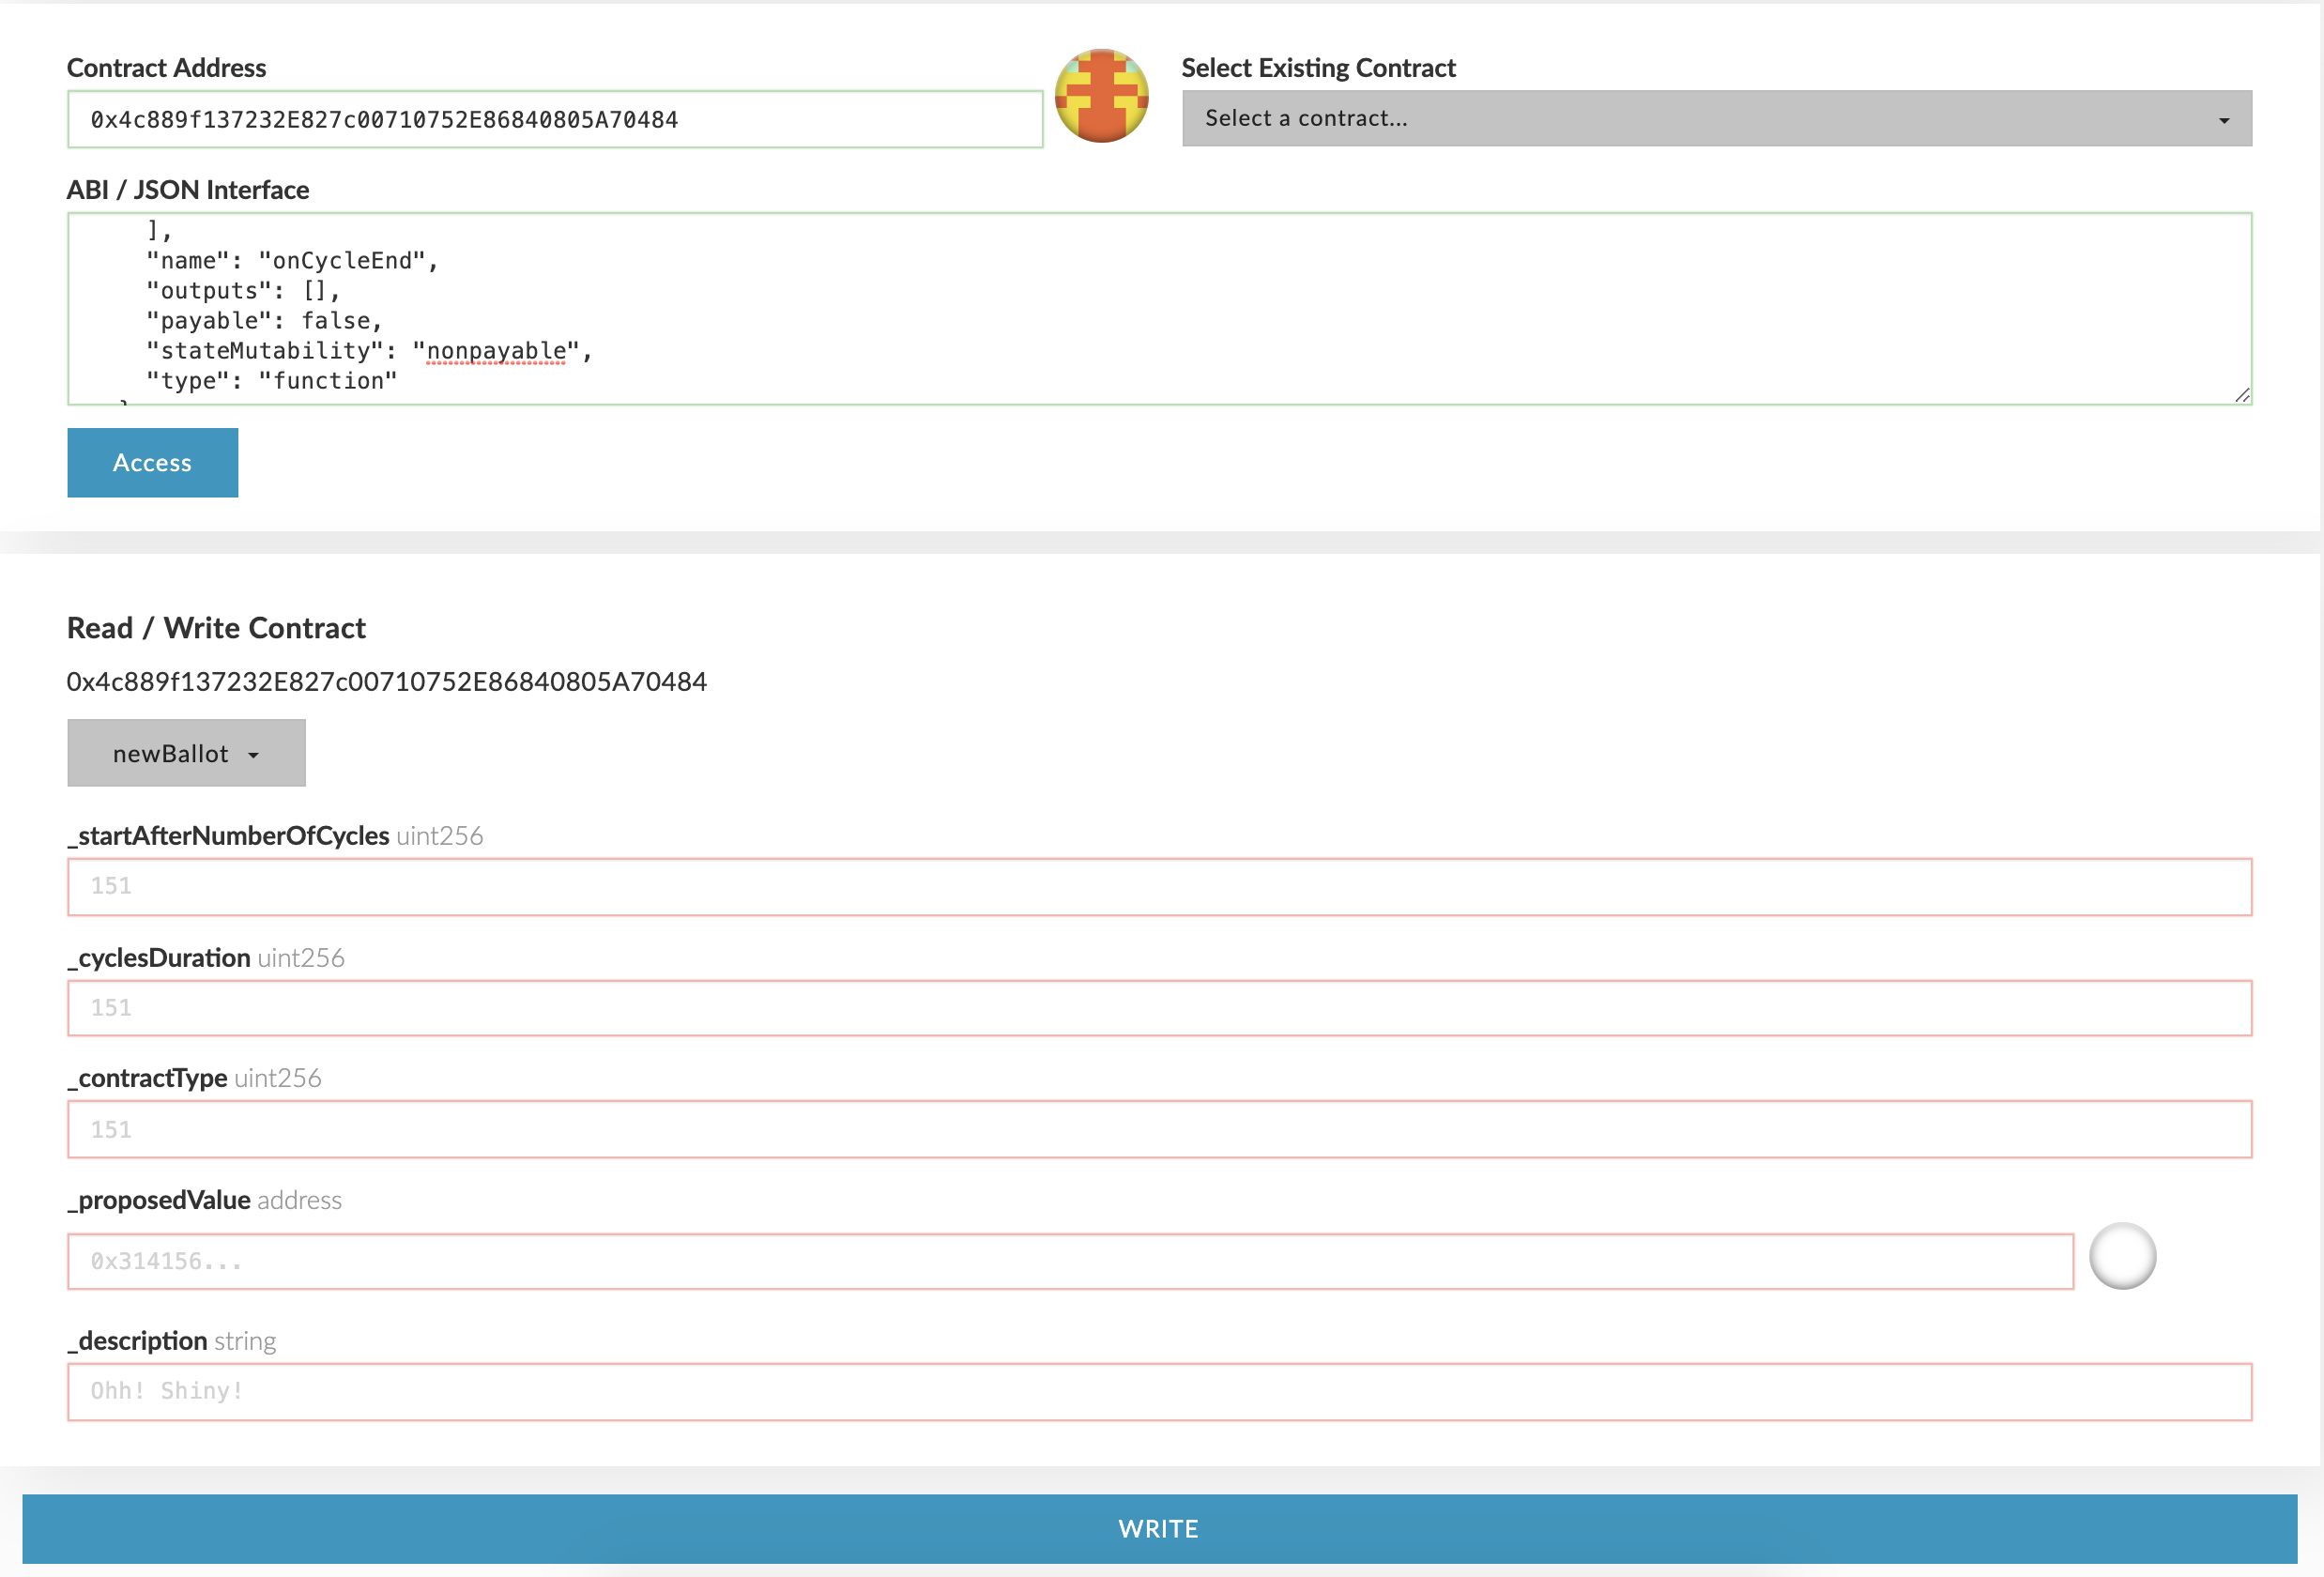 Contract Address
0x4c889f137232E827c00710752E86840805A70484
Select Existing Contract
Select a contract...
ABI / JSON Interface
],
"name": "onCycleEnd",
"outputs": [],
"payable": false,
"stateMutability": "nonpayable",
"type": "function"
Access
Read / Write Contract
0x4c889f137232E827c00710752E86840805A70484
newBallot
_startAfterNumberOfCycles uint256
151
_cyclesDuration uint256
151
_contractType uint256
151
_proposedValue address
0x314156...
_description string
Ohh! Shiny!
WRITE